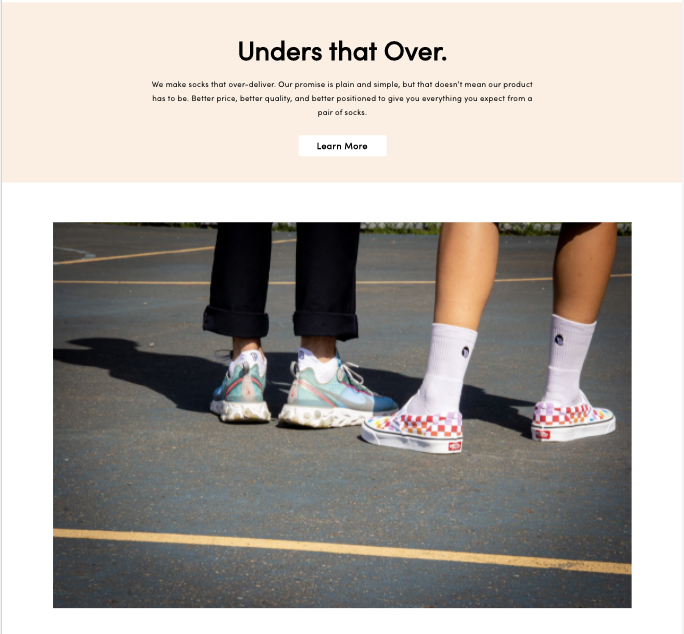 Unders that Over.
We make socks that over-deliver. Our promise is plain and simple, but that doesn't mean our product
has to be. Better price, better quality, and better positioned to give you everything you expect from a
pair of socks.
Learn More